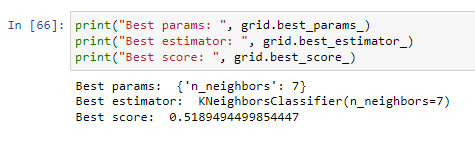 In [66]: print("Best params: ", grid.best_params_)
print("Best estimator: ", grid.best_estimator_)
print("Best score: ", grid.best_score_)
Best params:  {'n_neighbors': 7}
Best estimator:  KNeighborsClassifier(n_neighbors=7)
Best score:  0.5189494499854447